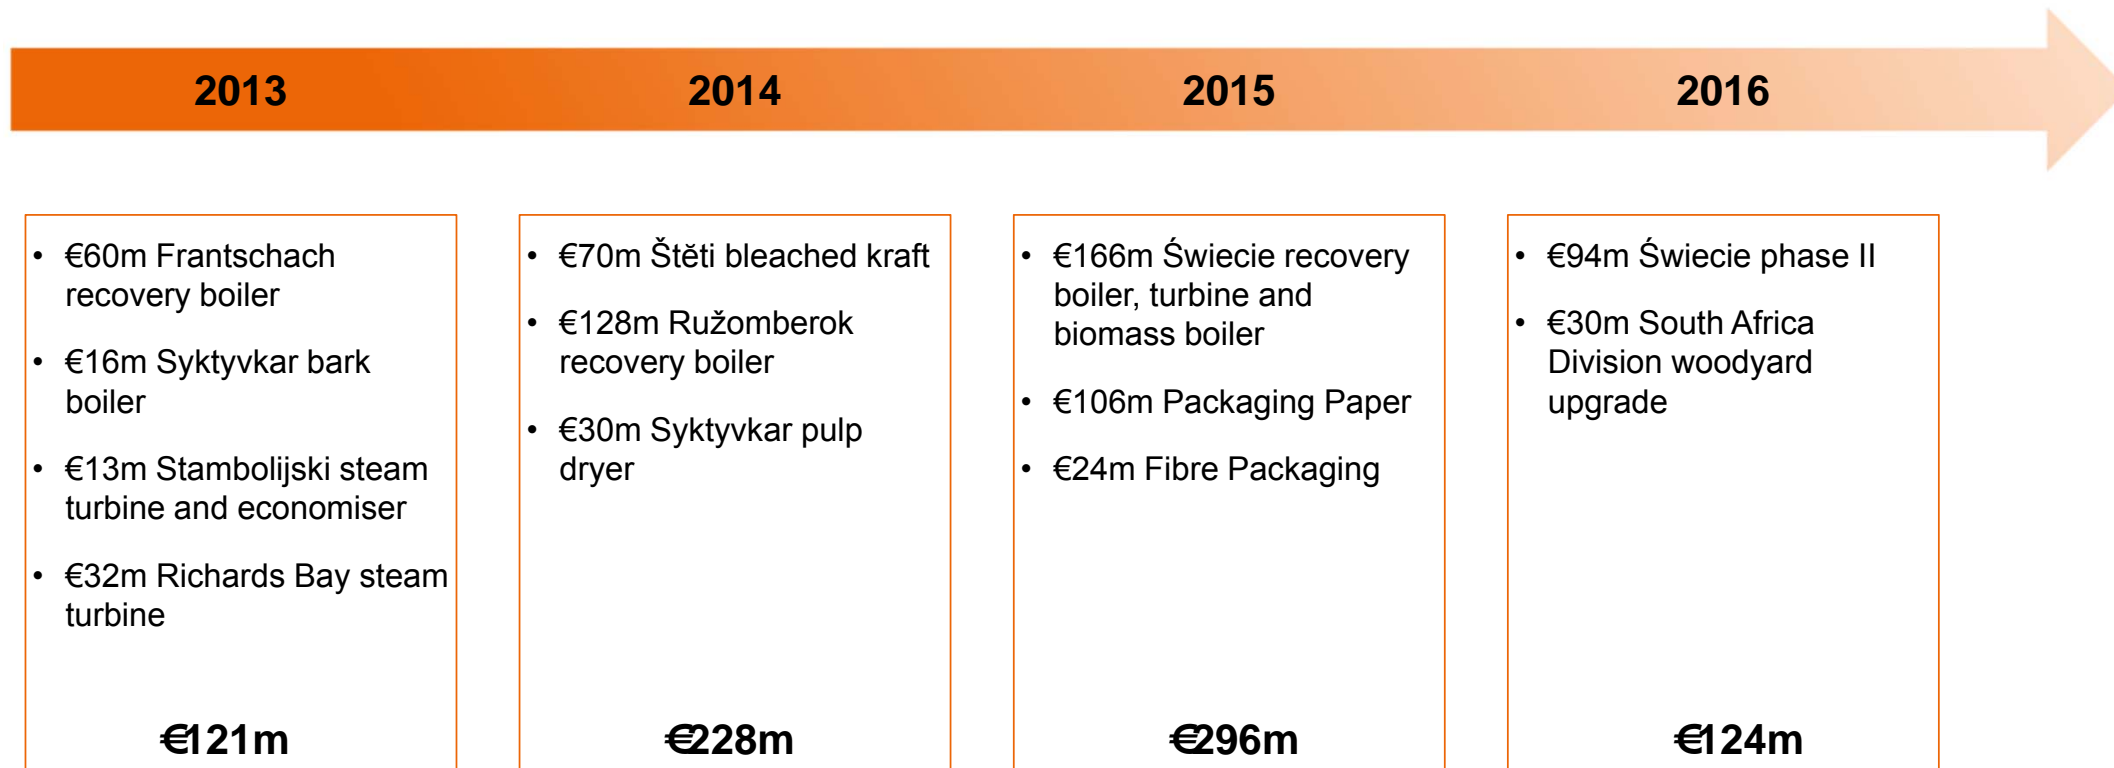 2013
2014
2015
2016
• €60m Frantschach
recovery boiler
• €16m Syktyvkar bark
boiler
• €13m Stambolijski steam
turbine and economiser
• €32m Richards Bay steam
turbine
€121m
• €70m Štĕti bleached kraft
• €128m Ružomberok
recovery boiler
• €30m Syktyvkar pulp
dryer
€228m
• €166m Świecie recovery
boiler, turbine and
biomass boiler
• €106m Packaging Paper
• €24m Fibre Packaging
€296m
• €94m Świecie phase II
• €30m South Africa
Division woodyard
upgrade
€124m